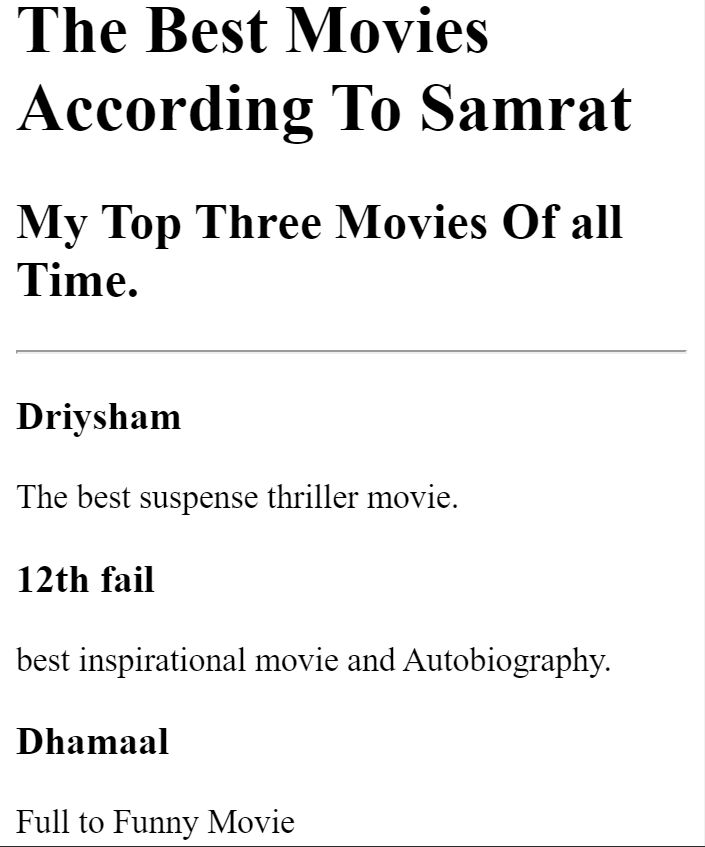 The Best Movies
According To Samrat
My Top Three Movies Of all
Time.
Driysham
The best suspense thriller movie.
12th fail
best inspirational movie and Autobiography.
Dhamaal
Full to Funny Movie